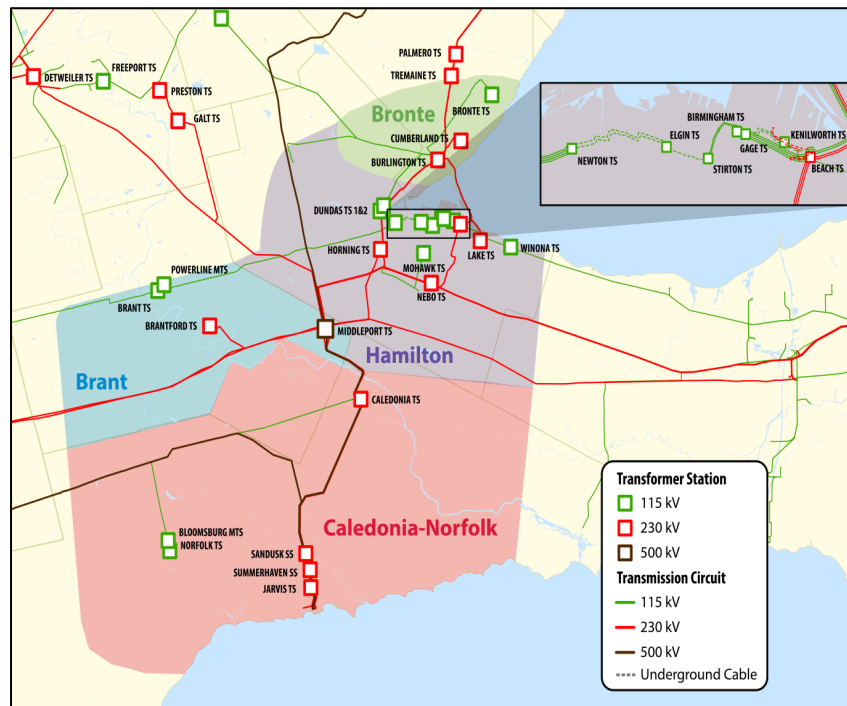 PALMERO TS
FREEPORT TS
DETWEILER TS
TREMAINE TS
PRESTON TS
BRONTE TS
Bronte
GALT TS
CUMBERLAND TS
BURLINGTON TS
BIRMINGHAM TS
ELGIN TS
KENILWORTH TS
GAGE TS
NEWTON TS
STIRTON TS
BEACH TS
DUNDAS TS 1&2
HORNING TS
LAKE TS
WINONA TS
MOHAWK TS
POWERLINE MTS
NEBO TS
BRANT TS
BRANTFORD TS
MIDDLEPORT TS
Hamilton
Brant
CALEDONIA TS
Caledonia-Norfolk
BLOOMSBURG MTS
NORFOLK TS
SANDUSK SS
SUMMERHAVEN SS
JARVIS TS
Transformer Station
115 kV
230 kV
500 kV
Transmission Circuit
115 kV
230 kV
500 kV
Underground Cable